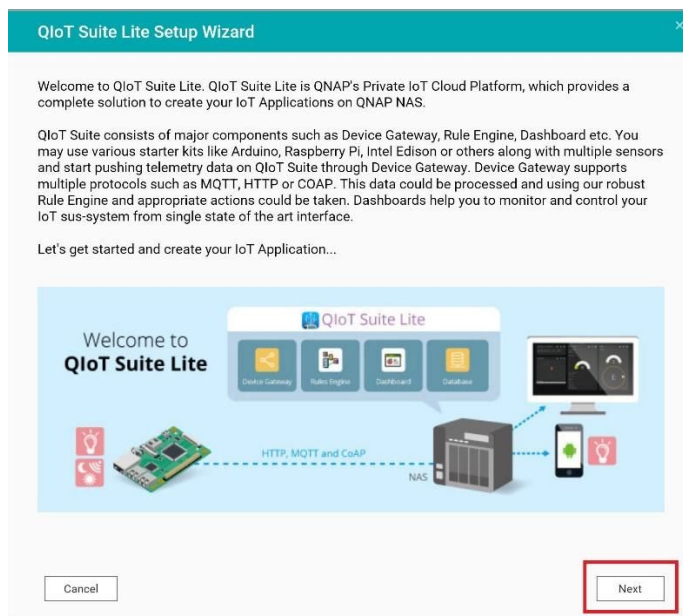 QIoT Suite Lite Setup Wizard
×
Welcome to QIoT Suite Lite. QIoT Suite Lite is QNAP's Private IoT Cloud Platform, which provides a
complete solution to create your IoT Applications on QNAP NAS.
QIoT Suite consists of major components such as Device Gateway, Rule Engine, Dashboard etc. You
may use various starter kits like Arduino, Raspberry Pi, Intel Edison or others along with multiple sensors
and start pushing telemetry data on QIoT Suite through Device Gateway. Device Gateway supports
multiple protocols such as MQTT, HTTP or COAP. This data could be processed and using our robust
Rule Engine and appropriate actions could be taken. Dashboards help you to monitor and control your
IoT sus-system from single state of the art interface.
Let's get started and create your IoT Application...
QIoT Suite Lite
Welcome to
QIoT Suite Lite
Device Gateway
Rules Engine
Dashboard
Database
HTTP, MQTT and CoAP
NAS
Cancel
Next